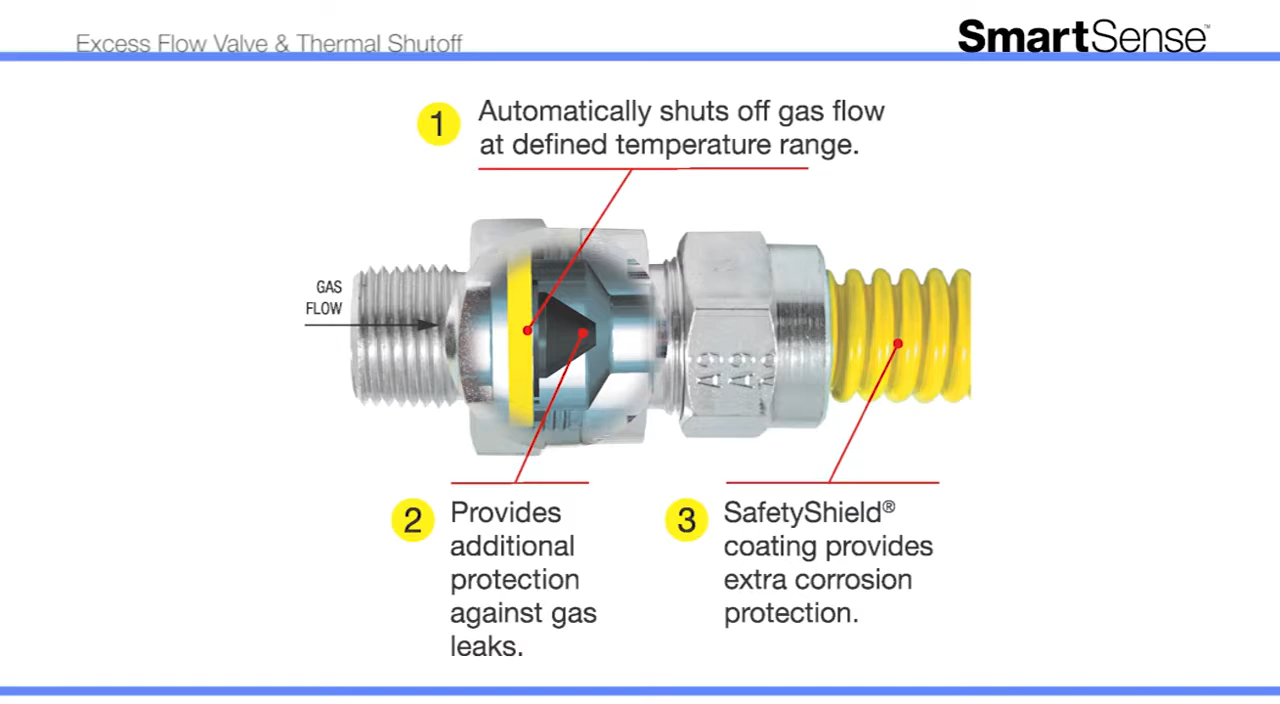 Excess Flow Valve & Thermal Shutoff
SmartSense™
1
Automatically shuts off gas flow
at defined temperature range.
GAS
FLOW
2
Provides
additional
protection
against gas
leaks.
3
SafetyShield®
coating provides
extra corrosion
protection.